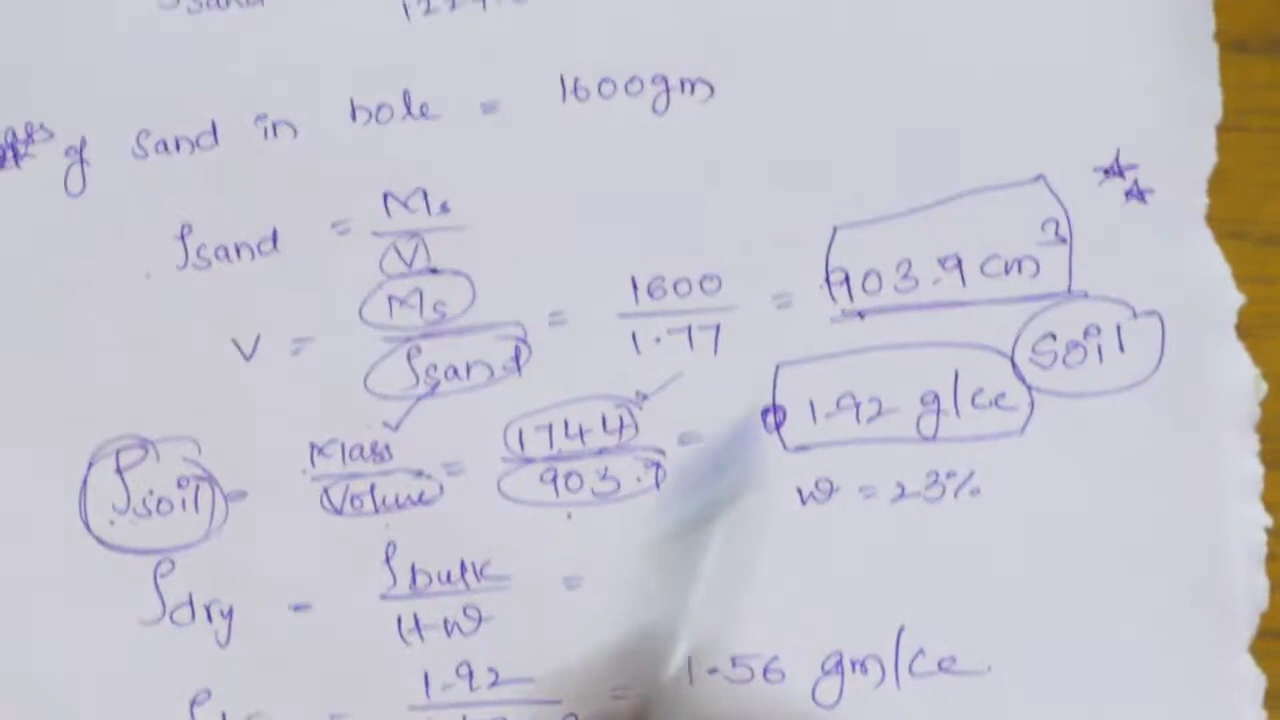 of sand in hole = 1600gm
ρsand = Ms / V
V = Ms / ρsand = 1600 / 1.77 = 903.9 cm³
ρsoil = Mass / Volume = 1744 / 903.9 = 1.92 g/cc soil
w = 23%
ρdry = ρbulk / 1+w =
1.92 = 1.56 gm/cc